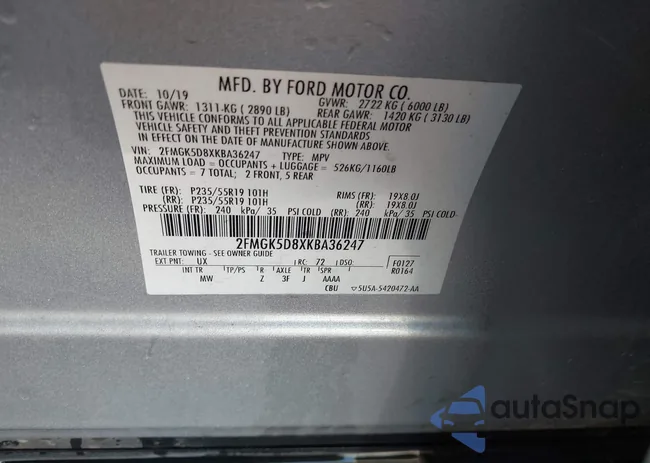 MFD. BY FORD MOTOR CO.
DATE: 10/19 GVWR: 2722 KG ( 6000 LB)
FRONT GAWR: 1311-KG ( 2890 LB) REAR GAWR: 1420 KG ( 3130 LB)
THIS VEHICLE CONFORMS TO ALL APPLICABLE FEDERAL MOTOR
VEHICLE SAFETY AND THEFT PREVENTION STANDARDS
IN EFFECT ON THE DATE OF MANUFACTURE SHOWN ABOVE.
VIN: 2FMGK5D8XKBA36247 TYPE: MPV
MAXIMUM LOAD = OCCUPANTS + LUGGAGE = 526KG/1160LB
OCCUPANTS = 7 TOTAL; 2 FRONT, 5 REAR
TIRE (FR): P235/55R19 101H RIMS (FR): 19X8.0J
(RR): P235/55R19 101H (RR): 19X8.0J
PRESSURE (FR): 240 kPa/ 35 PSI COLD (RR): 240 kPa/ 35 PSI COLD
2FMGK5D8XKBA36247
TRAILER TOWING - SEE OWNER GUIDE
EXT PNT: UX RC: 72 DSO: F0127
INT TR TP/PS R AXLE TR SPR R0164
MW Z 3F J AAAA
CBU 5U5A-5420472-AA
autoSnap